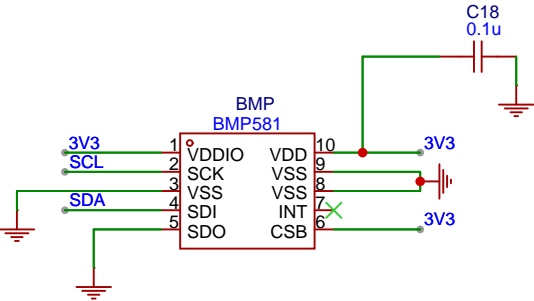 C18
0.1u
BMP
BMP581
3V3 1 VDDIO VDD 10 3V3
SCL 2 SCK VSS 9
3 VSS VSS 8
SDA 4 SDI INT 7
5 SDO CSB 6 3V3